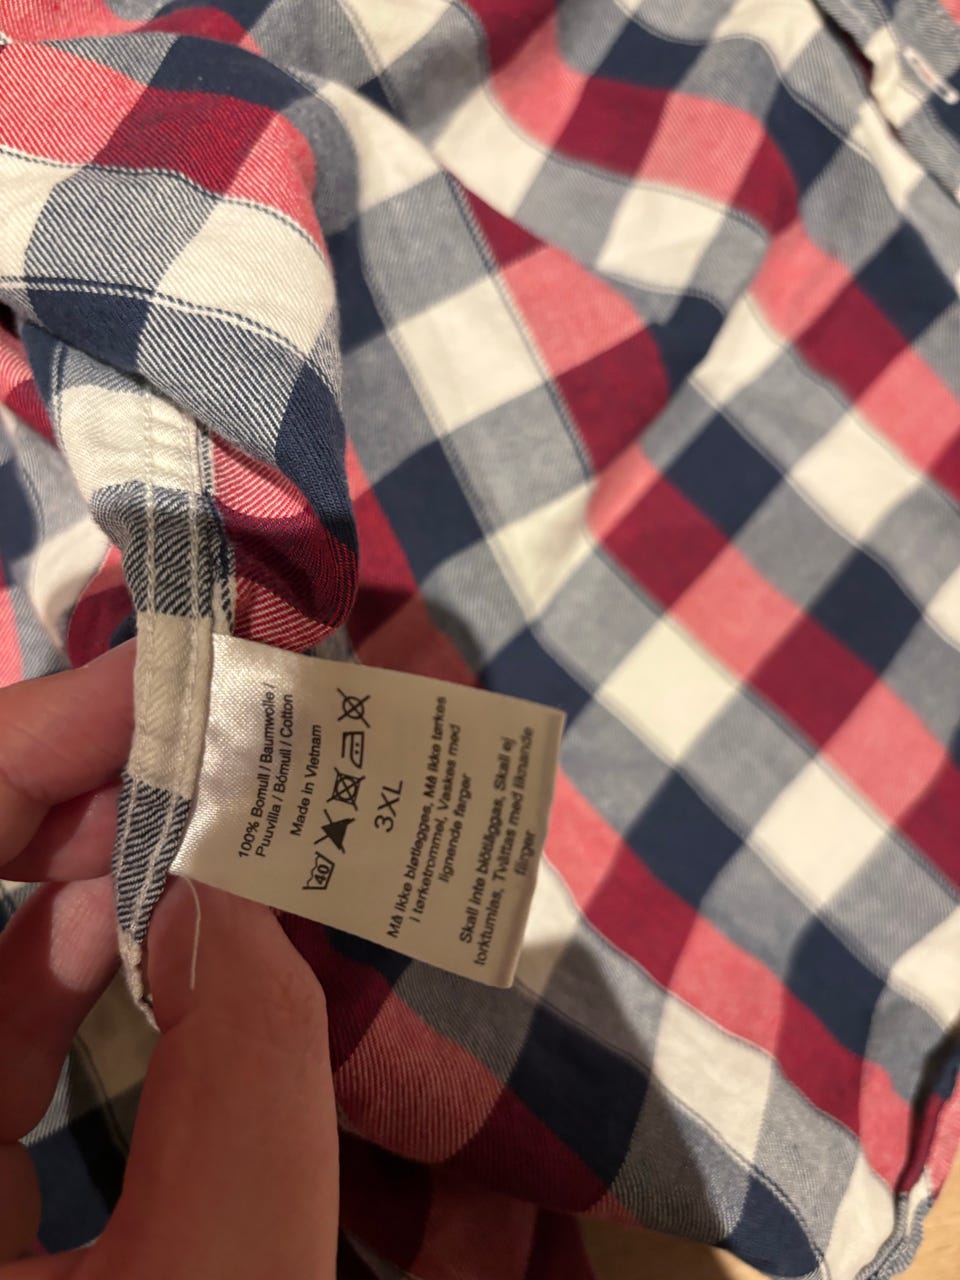 100% Bomull / Baumwolle /
Puuvilla / Bómull / Cotton
Made in Vietnam
40
3XL
Må ikke bløtlegges, Må ikke tørkes
i tørketrommel, Vaskes med
lignende farger
Skall inte blötläggas, Skall ej
torktumlas, Tvättas med liknande
färger